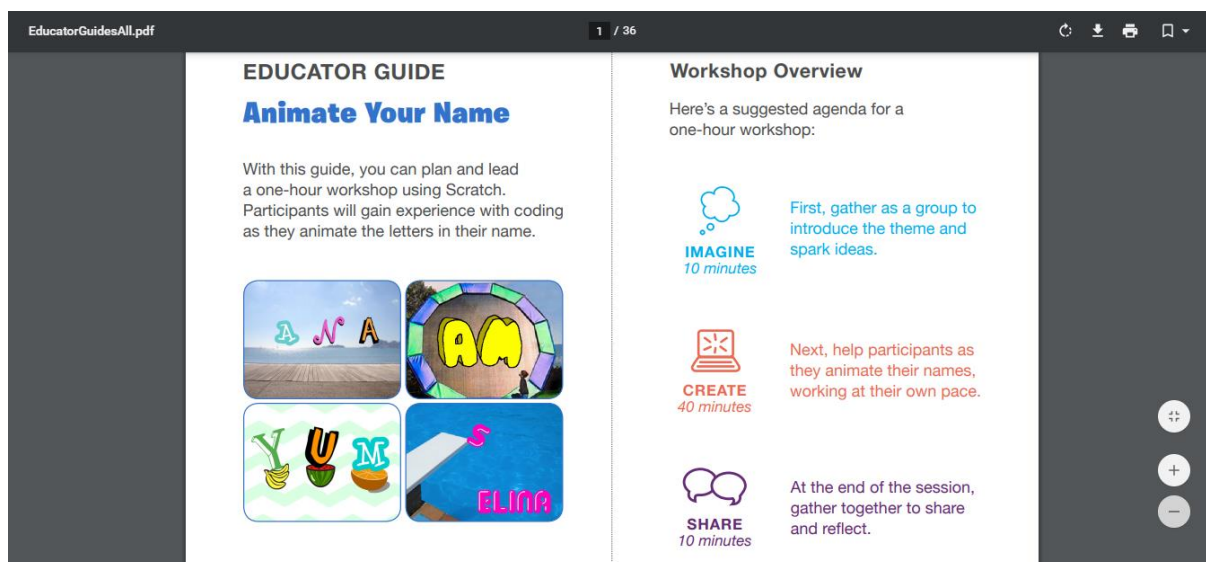 EducatorGuidesAll.pdf
1 / 36
EDUCATOR GUIDE
Animate Your Name
With this guide, you can plan and lead
a one-hour workshop using Scratch.
Participants will gain experience with coding
as they animate the letters in their name.
A N A
AM
Y U M
S
ELINA
Workshop Overview
Here's a suggested agenda for a
one-hour workshop:
IMAGINE
10 minutes
First, gather as a group to
introduce the theme and
spark ideas.
CREATE
40 minutes
Next, help participants as
they animate their names,
working at their own pace.
SHARE
10 minutes
At the end of the session,
gather together to share
and reflect.